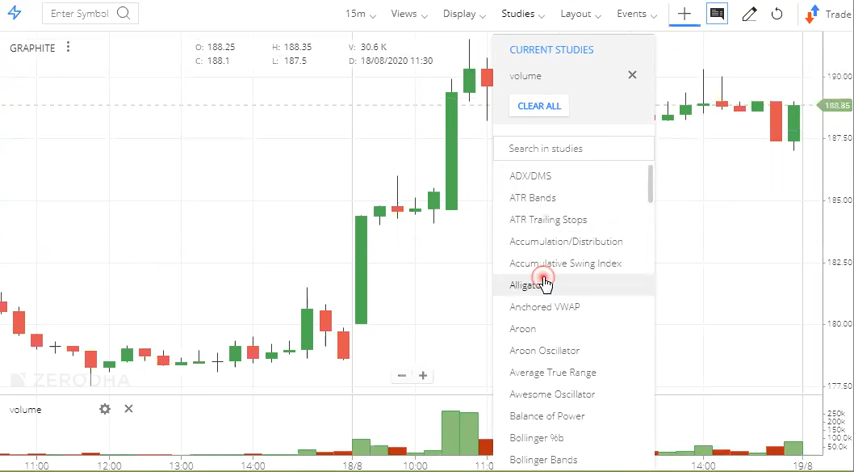 Enter Symbol 15m Views Display Studies Layout Events Trade
GRAPHITE
O: 188.25 H: 188.35 V: 30.6 K
C: 188.1 L: 187.5 D: 18/08/2020 11:30
CURRENT STUDIES
volume
CLEAR ALL
Search in studies
ADX/DMS
ATR Bands
ATR Trailing Stops
Accumulation/Distribution
Accumulative Swing Index
Alligator
Anchored VWAP
Aroon
Aroon Oscillator
Average True Range
Awesome Oscillator
Balance of Power
Bollinger %b
Bollinger Bands
190.00
188.85
187.50
185.00
182.50
180.00
177.50
ZERODHA
volume
250k
11:00 12:00 13:00 14:00 18/8 10:00 11:0 14:00 19/8